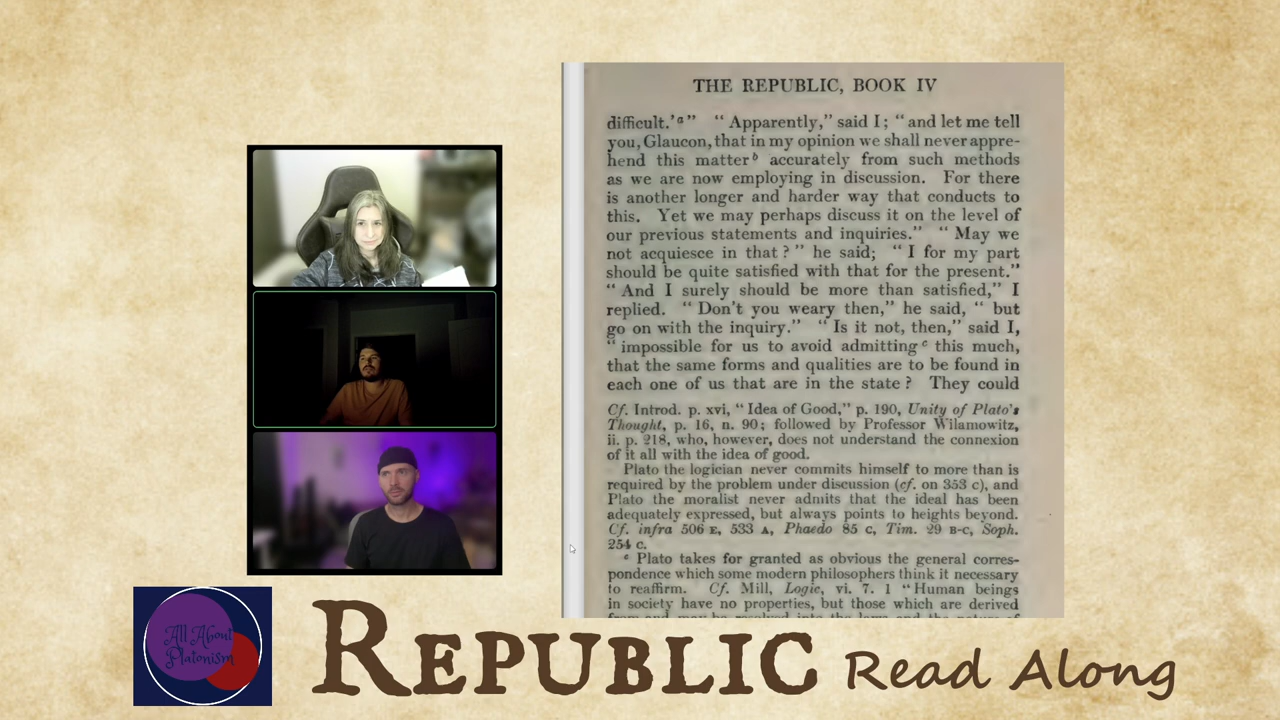 THE REPUBLIC, BOOK IV
difficult.’ᵃ” “ Apparently,” said I ; “ and let me tell
you, Glaucon, that in my opinion we shall never appre-
hend this matter ᵇ accurately from such methods
as we are now employing in discussion. For there
is another longer and harder way that conducts to
this. Yet we may perhaps discuss it on the level of
our previous statements and inquiries.” “ May we
not acquiesce in that ? ” he said; “ I for my part
should be quite satisfied with that for the present.”
“ And I surely should be more than satisfied,” I
replied. “ Don’t you weary then,” he said, “ but
go on with the inquiry.” “ Is it not, then,” said I,
“ impossible for us to avoid admitting ᶜ this much,
that the same forms and qualities are to be found in
each one of us that are in the state ? They could
Cf. Introd. p. xvi, “ Idea of Good,” p. 190, Unity of Plato’s
Thought, p. 16, n. 90; followed by Professor Wilamowitz,
ii. p. 218, who, however, does not understand the connexion
of it all with the idea of good.
Plato the logician never commits himself to more than is
required by the problem under discussion (cf. on 353 c), and
Plato the moralist never admits that the ideal has been
adequately expressed, but always points to heights beyond.
Cf. infra 506 E, 533 A, Phaedo 85 C, Tim. 29 B-C, Soph.
254 C.
ᶜ Plato takes for granted as obvious the general corres-
pondence which some modern philosophers think it necessary
to reaffirm. Cf. Mill, Logic, vi. 7. 1 “Human beings
in society have no properties, but those which are derived
from and may be resolved into the laws and the nature of
All About
Platonism
REPUBLIC Read Along